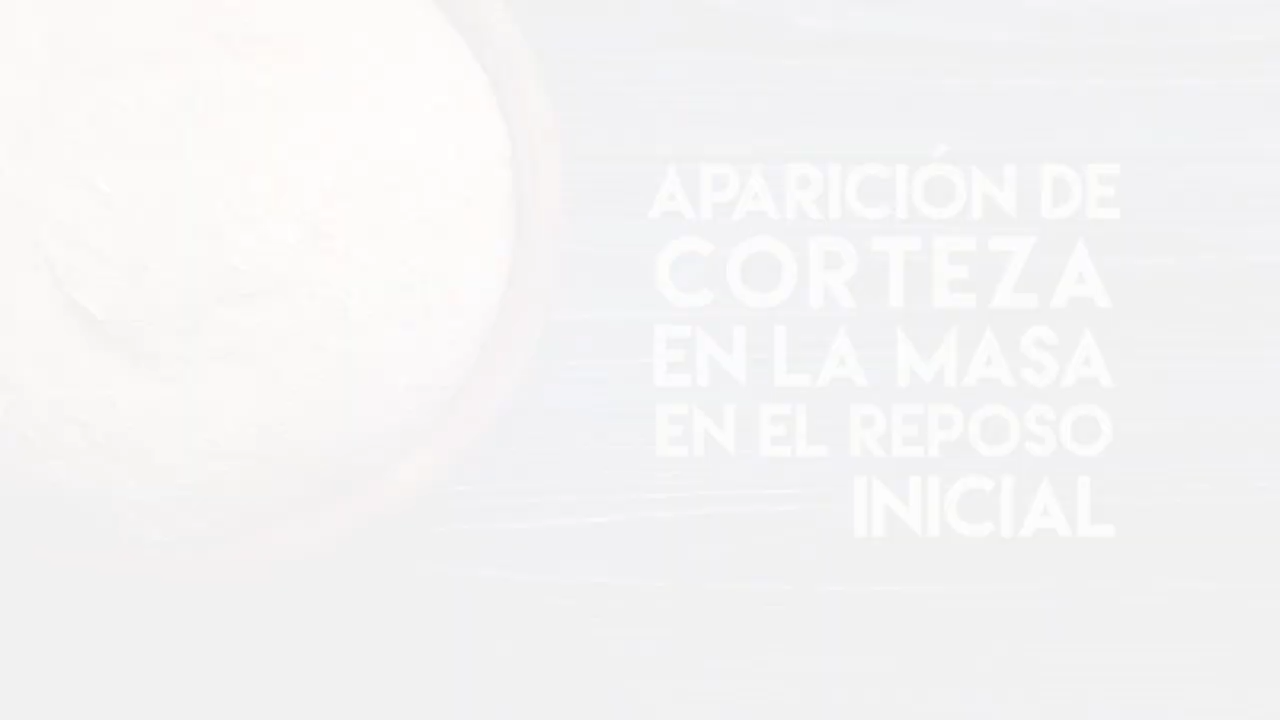 APARICIÓN DE
CORTEZA
EN LA MASA
EN EL REPOSO
INICIAL